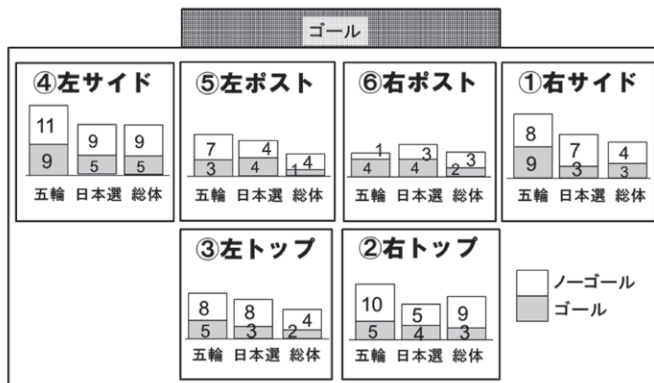 ゴール
④左サイド
11 9 9
9 5 5
五輪 日本選 総体
⑤左ポスト
7 4 4
3 4 1
五輪 日本選 総体
⑥右ポスト
1 3 3
4 4 2
五輪 日本選 総体
①右サイド
8 7 4
9 3 3
五輪 日本選 総体
③左トップ
8 8 4
5 3 2
五輪 日本選 総体
②右トップ
10 5 9
5 4 3
五輪 日本選 総体
ノーゴール
ゴール